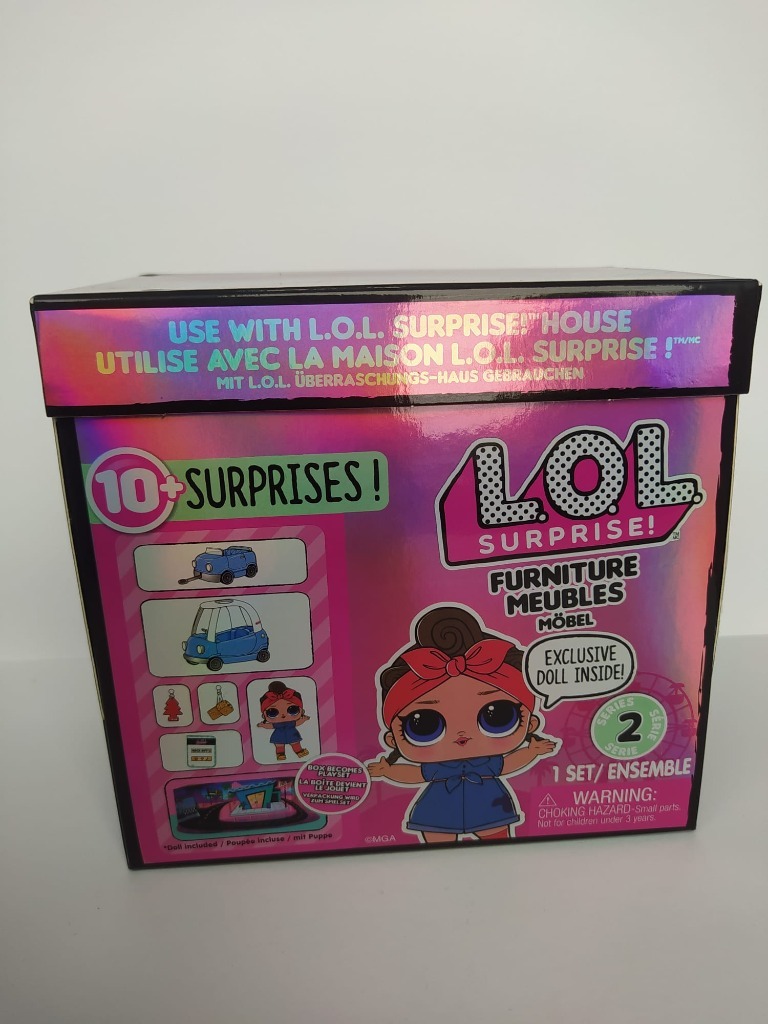 USE WITH L.O.L. SURPRISE!™ HOUSE
UTILISE AVEC LA MAISON L.O.L. SURPRISE !™/MC
MIT L.O.L. ÜBERRASCHUNGS-HAUS GEBRAUCHEN
10+ SURPRISES!
L.O.L.
SURPRISE!
FURNITURE
MEUBLES
MÖBEL
EXCLUSIVE
DOLL INSIDE!
SERIES
2
SÉRIE
SERIE
1 SET/ ENSEMBLE
BOX BECOMES
PLAYSET
LA BOÎTE DEVIENT
LE JOUET
VERPACKUNG WIRD
ZUM SPIELSET
*Doll included / Poupée incluse / mit Puppe
©MGA
WARNING:
CHOKING HAZARD-Small parts.
Not for children under 3 years.